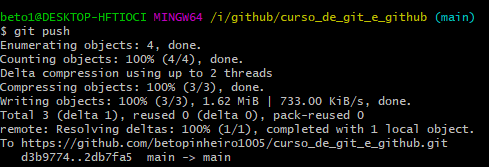 beto1@DESKTOP-HFTIOCI MINGW64 /i/github/curso_de_git_e_github (main)
$ git push
Enumerating objects: 4, done.
Counting objects: 100% (4/4), done.
Delta compression using up to 2 threads
Compressing objects: 100% (3/3), done.
Writing objects: 100% (3/3), 1.62 MiB | 733.00 KiB/s, done.
Total 3 (delta 1), reused 0 (delta 0), pack-reused 0
remote: Resolving deltas: 100% (1/1), completed with 1 local object.
To https://github.com/betopinheiro1005/curso_de_git_e_github.git
d3b9774..2db7fa5  main -> main